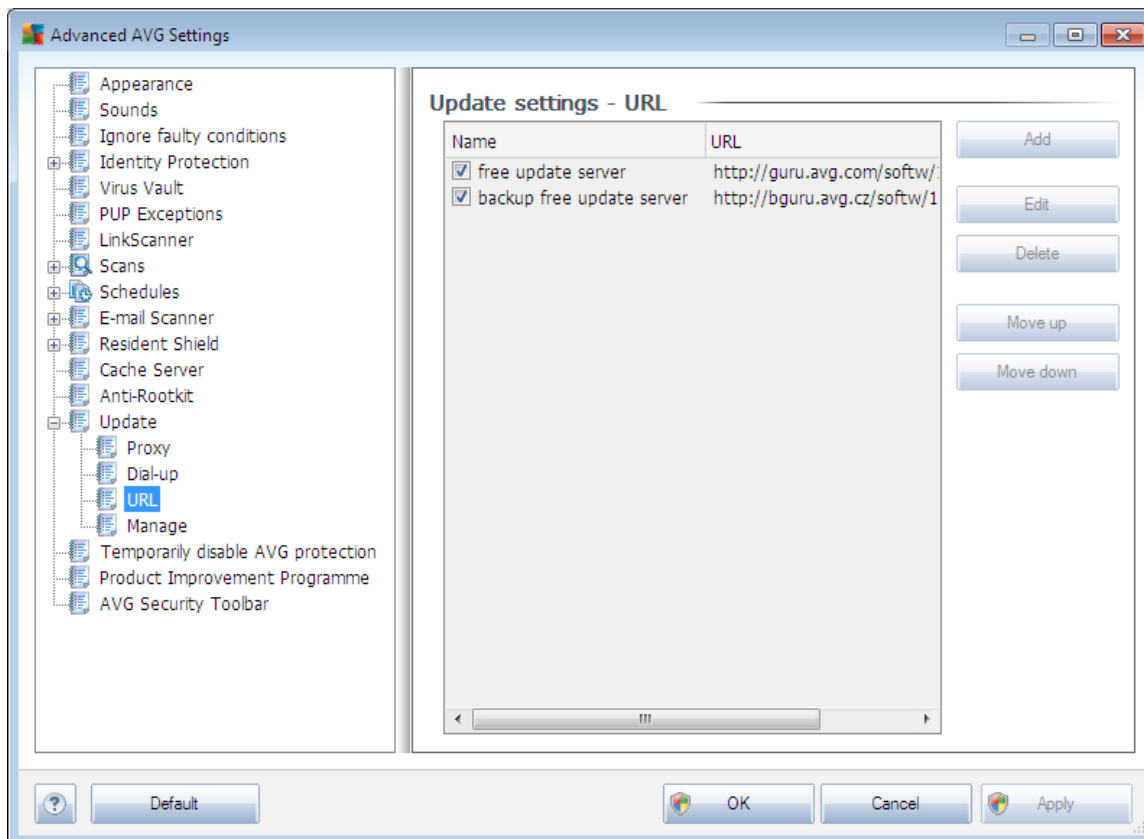 Advanced AVG Settings
Appearance
Sounds
Ignore faulty conditions
Identity Protection
Virus Vault
PUP Exceptions
LinkScanner
Scans
Schedules
E-mail Scanner
Resident Shield
Cache Server
Anti-Rootkit
Update
Proxy
Dial-up
URL
Manage
Temporarily disable AVG protection
Product Improvement Programme
AVG Security Toolbar
Update settings - URL
Name URL
free update server http://guru.avg.com/softw/
backup free update server http://bguru.avg.cz/softw/1
Add
Edit
Delete
Move up
Move down
? Default OK Cancel Apply